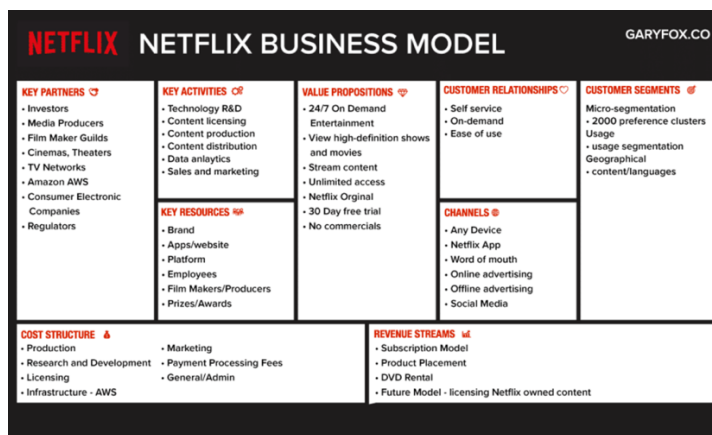 NETFLIX
NETFLIX BUSINESS MODEL
GARYFOX.CO
KEY PARTNERS
• Investors
• Media Producers
• Film Maker Guilds
• Cinemas, Theaters
• TV Networks
• Amazon AWS
• Consumer Electronic
Companies
• Regulators
KEY ACTIVITIES
• Technology R&D
• Content licensing
• Content production
• Content distribution
• Data anlaytics
• Sales and marketing
KEY RESOURCES
• Brand
• Apps/website
• Platform
• Employees
• Film Makers/Producers
• Prizes/Awards
VALUE PROPOSITIONS
• 24/7 On Demand
Entertainment
• View high-definition shows
and movies
• Stream content
• Unlimited access
• Netflix Orginal
• 30 Day free trial
• No commercials
CUSTOMER RELATIONSHIPS
• Self service
• On-demand
• Ease of use
CHANNELS
• Any Device
• Netflix App
• Word of mouth
• Online advertising
• Offline advertising
• Social Media
CUSTOMER SEGMENTS
Micro-segmentation
• 2000 preference clusters
Usage
• usage segmentation
Geographical
• content/languages
COST STRUCTURE
• Production
• Research and Development
• Licensing
• Infrastructure - AWS
• Marketing
• Payment Processing Fees
• General/Admin
REVENUE STREAMS
• Subscription Model
• Product Placement
• DVD Rental
• Future Model - licensing Netflix owned content